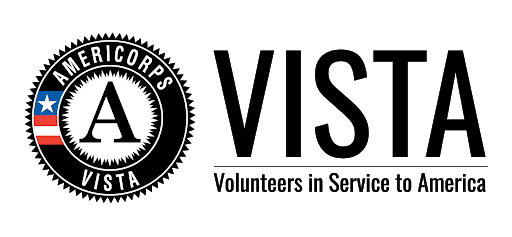 AMERICORPS
A
VISTA
VISTA
Volunteers in Service to America